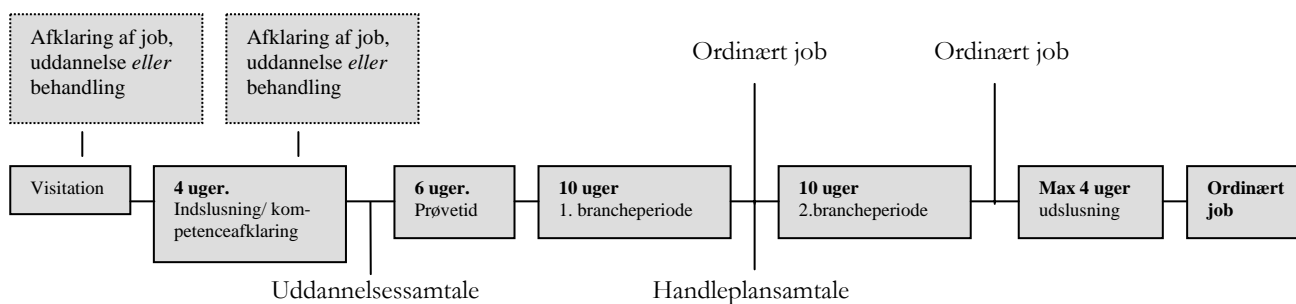 Afklaring af job,
uddannelse eller
behandling
Afklaring af job,
uddannelse eller
behandling
Ordinært job
Ordinært job
Visitation
4 uger.
Indslusning/ kom-
petenceafklaring
6 uger.
Prøvetid
10 uger
1. brancheperiode
10 uger
2.brancheperiode
Max 4 uger
udslusning
Ordinært
job
Uddannelsessamtale
Handleplansamtale